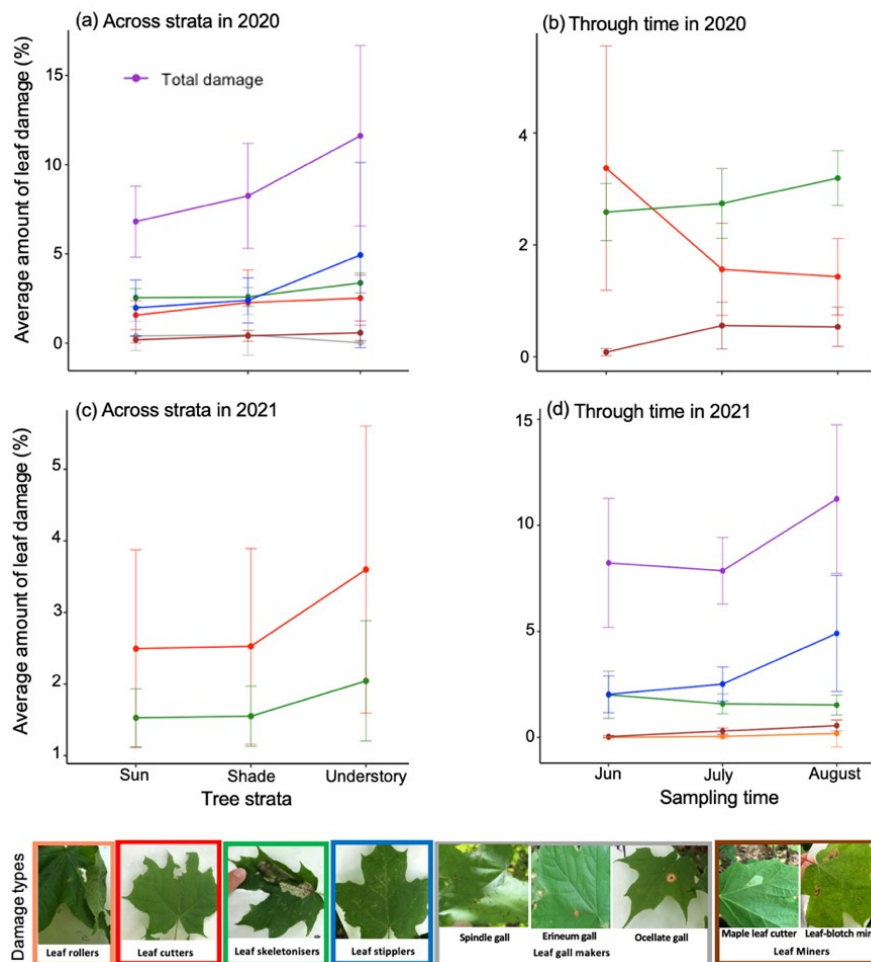 (a) Across strata in 2020
(b) Through time in 2020
Average amount of leaf damage (%)
15
10
5
0
Total damage
4
2
0
(c) Across strata in 2021
(d) Through time in 2021
Average amount of leaf damage (%)
5
4
3
2
1
15
10
5
0
Sun Shade Understory
Tree strata
Jun July August
Sampling time
Damage types
Leaf rollers
Leaf cutters
Leaf skeletonisers
Leaf stipplers
Spindle gall Erineum gall Ocellate gall
Leaf gall makers
Maple leaf cutter Leaf-blotch min
Leaf Miners